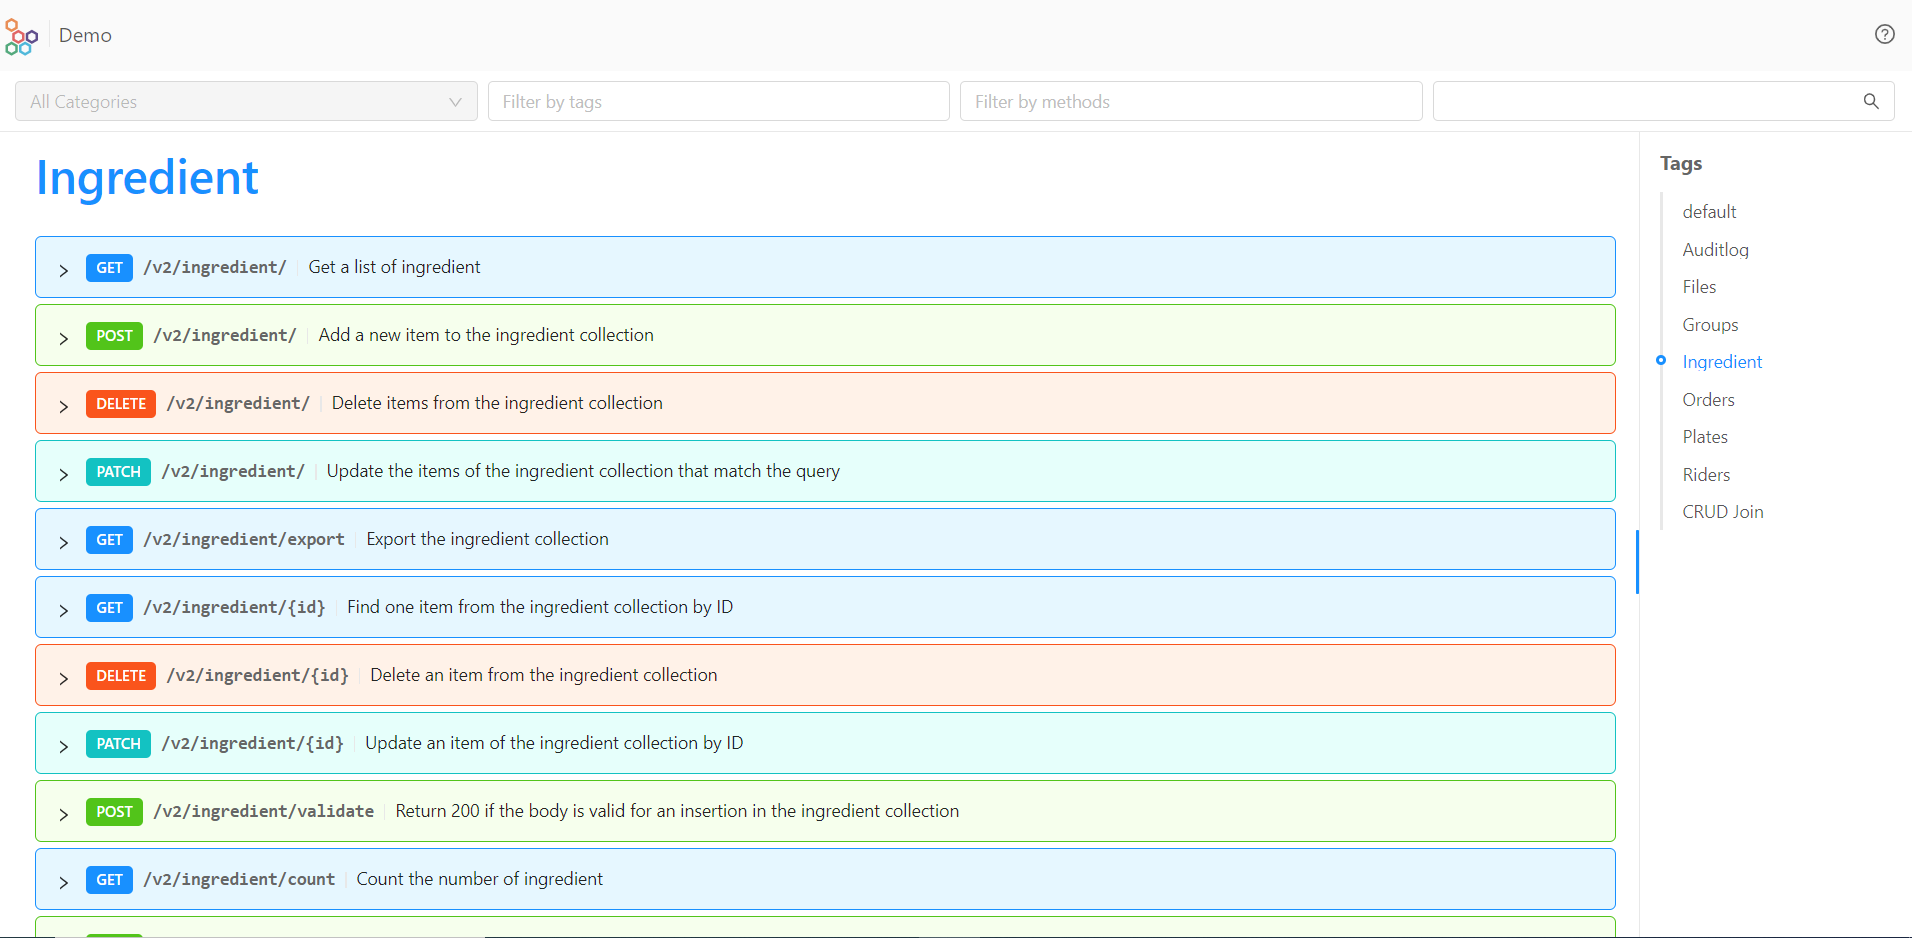 Demo
All Categories
Filter by tags
Filter by methods
Ingredient
GET /v2/ingredient/ Get a list of ingredient
POST /v2/ingredient/ Add a new item to the ingredient collection
DELETE /v2/ingredient/ Delete items from the ingredient collection
PATCH /v2/ingredient/ Update the items of the ingredient collection that match the query
GET /v2/ingredient/export Export the ingredient collection
GET /v2/ingredient/{id} Find one item from the ingredient collection by ID
DELETE /v2/ingredient/{id} Delete an item from the ingredient collection
PATCH /v2/ingredient/{id} Update an item of the ingredient collection by ID
POST /v2/ingredient/validate Return 200 if the body is valid for an insertion in the ingredient collection
GET /v2/ingredient/count Count the number of ingredient
Tags
default
Auditlog
Files
Groups
Ingredient
Orders
Plates
Riders
CRUD Join